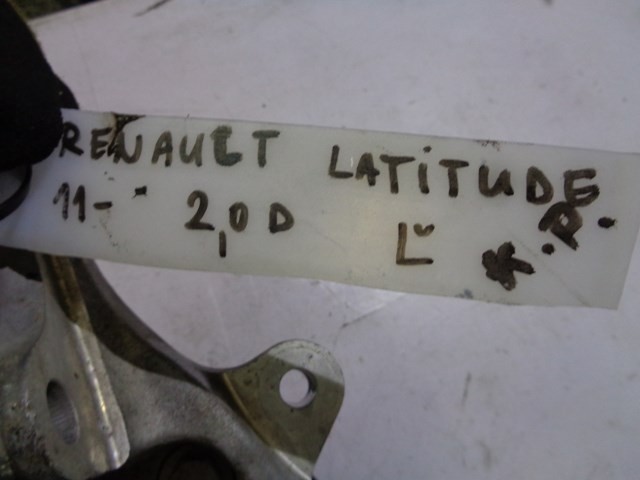 RENAULT LATITUDE
11- 2,0D L